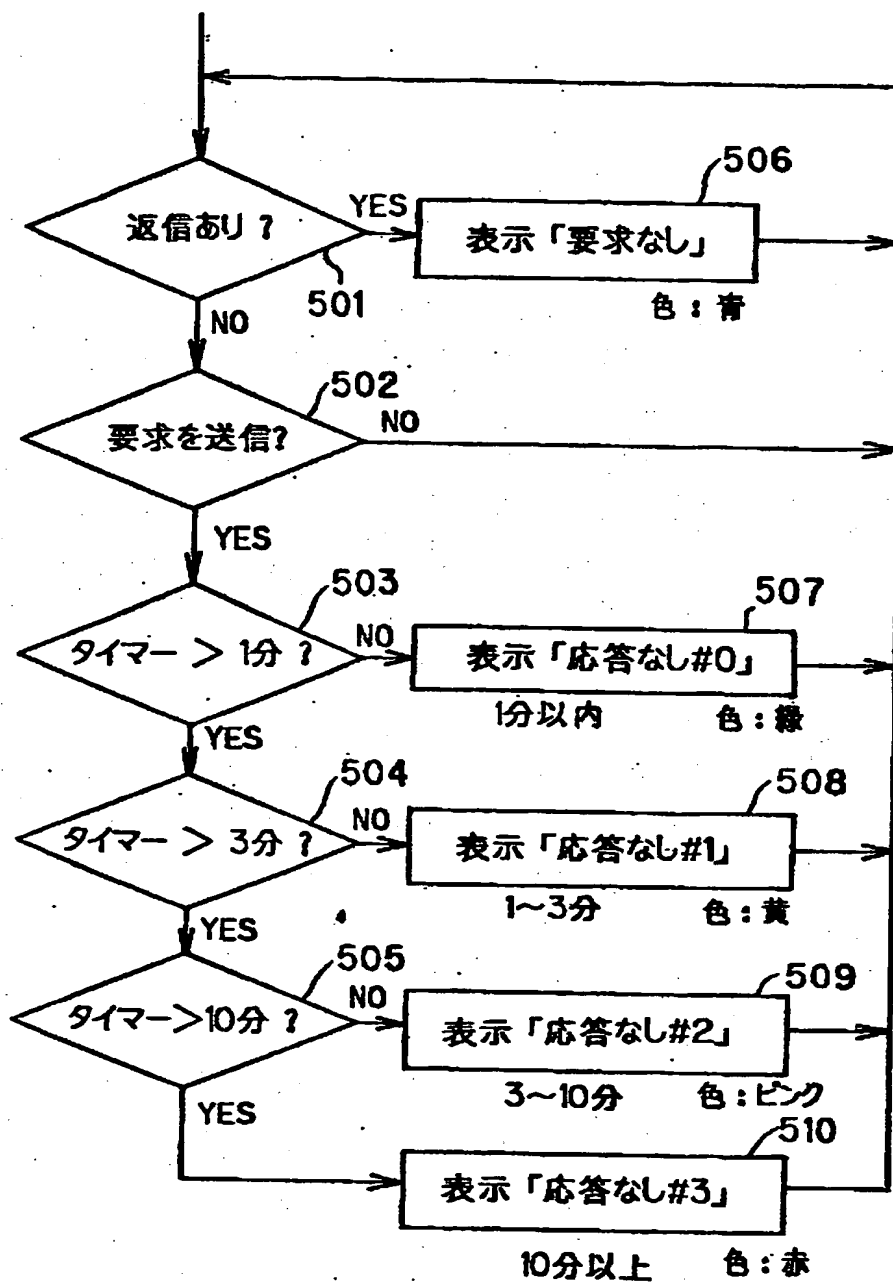 506
返信あり？
YES
表示「要求なし」
501
色：青
NO
502
要求を送信？
NO
YES
503
507
タイマー ＞ 1分 ？
NO
表示「応答なし#0」
1分以内
色：緑
YES
504
508
タイマー ＞ 3分 ？
NO
表示「応答なし#1」
1～3分
色：黄
YES
505
509
タイマー＞10分 ？
NO
表示「応答なし#2」
3～10分
色：ピンク
YES
510
表示「応答なし#3」
10分以上
色：赤